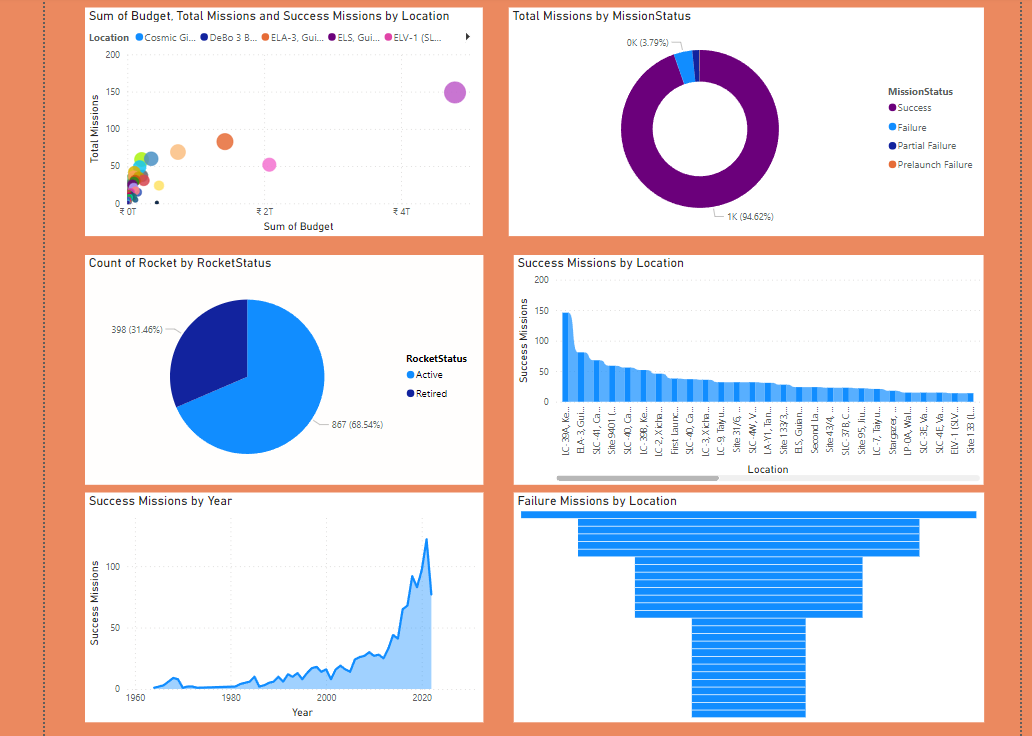 Sum of Budget, Total Missions and Success Missions by Location
Location Cosmic Gi... DeBo 3 B... ELA-3, Gui... ELS, Gui... ELV-1 (SL...
Total Missions
200
150
100
50
0
₹ 0T ₹ 2T ₹ 4T
Sum of Budget
Total Missions by MissionStatus
0K (3.79%)
1K (94.62%)
MissionStatus
Success
Failure
Partial Failure
Prelaunch Failure
Count of Rocket by RocketStatus
398 (31.46%)
867 (68.54%)
RocketStatus
Active
Retired
Success Missions by Location
Success Missions
200
150
100
50
0
LC-39A, Ke...
ELA-3, Gui...
SLC-41, Ca...
Site 9401 (...
SLC-40, Ca...
LC-39B, Ke...
LC-2, Xicha...
First Launc...
SLC-40, Ca...
LC-3, Xicha...
LC-9, Taiyu...
Site 31/6, ...
SLC-4W, V...
LA-Y1, Tan...
Site 133/3,...
ELS, Guian...
Second La...
Site 43/4, ...
SLC-37B, C...
Site 95, Jiu...
LC-7, Taiyu...
Stargazer, ...
LP-0A, Wal...
SLC-3E, Va...
SLC-4E, Va...
ELV-1 (SLV...
Site 133 (L...
Location
Success Missions by Year
Success Missions
100
50
0
1960 1980 2000 2020
Year
Failure Missions by Location